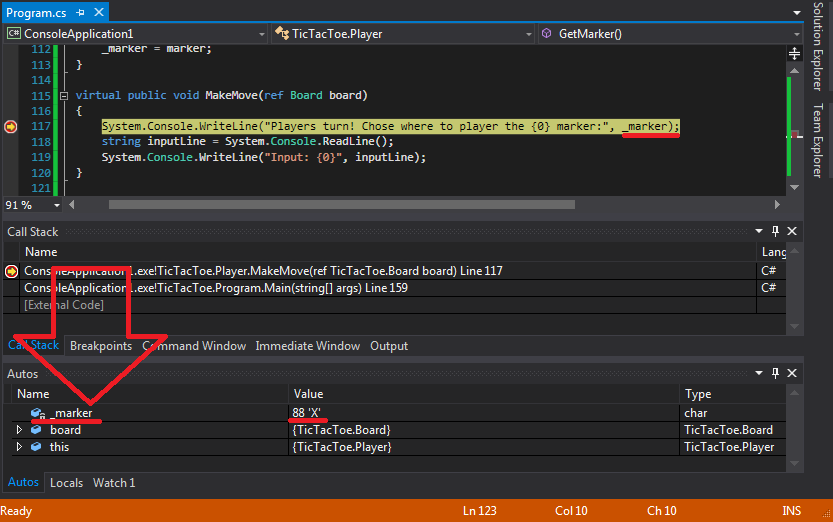 Program.cs
ConsoleApplication1 TicTacToe.Player GetMarker()
112 _marker = marker;
113 }
114
115 virtual public void MakeMove(ref Board board)
116 {
117 System.Console.WriteLine("Players turn! Chose where to player the {0} marker:", _marker);
118 string inputLine = System.Console.ReadLine();
119 System.Console.WriteLine("Input: {0}", inputLine);
120 }
121
91 %
Solution Explorer
Team Explorer
Call Stack
Name Lang
ConsoleApplication1.exe!TicTacToe.Player.MakeMove(ref TicTacToe.Board board) Line 117 C#
ConsoleApplication1.exe!TicTacToe.Program.Main(string[] args) Line 159 C#
[External Code]
Call Stack Breakpoints Command Window Immediate Window Output
Autos
Name Value Type
_marker 88 'X' char
board {TicTacToe.Board} TicTacToe.Board
this {TicTacToe.Player} TicTacToe.Player
Autos Locals Watch 1
Ready Ln 123 Col 10 Ch 10 INS